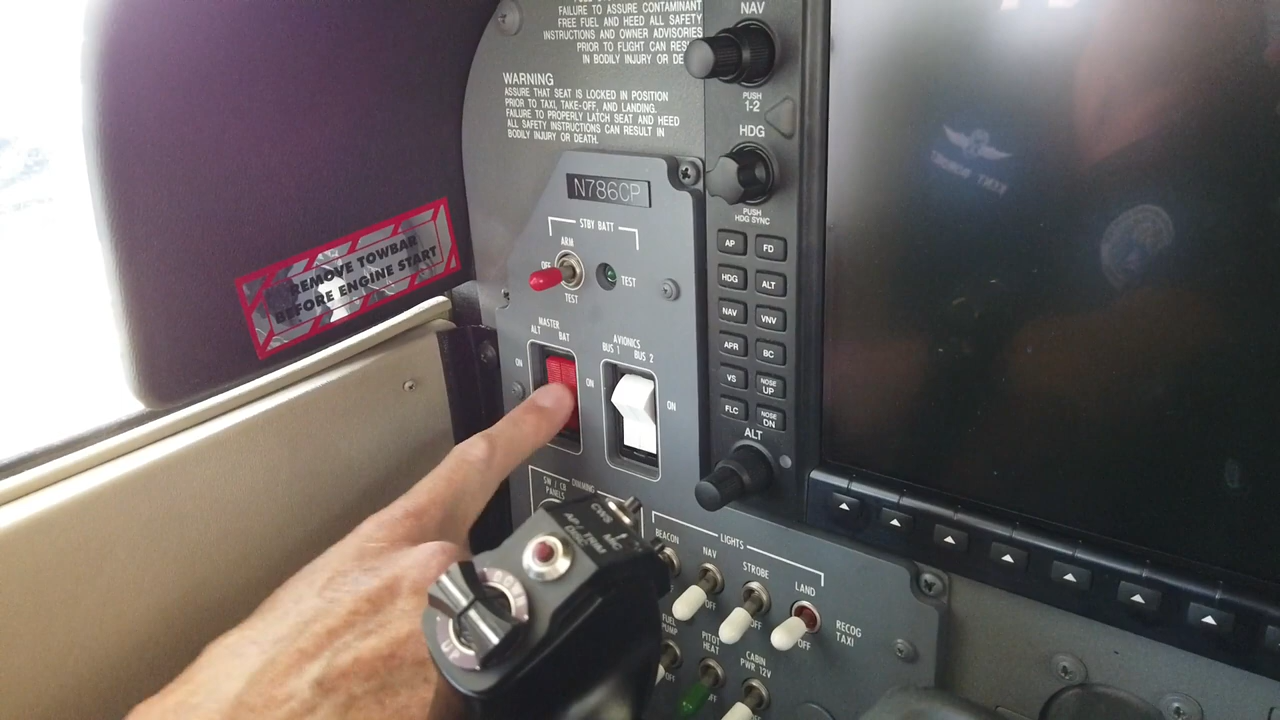 FAILURE TO ASSURE CONTAMINANT
FREE FUEL AND HEED ALL SAFETY
INSTRUCTIONS AND OWNER ADVISORIES
PRIOR TO FLIGHT CAN
IN BODILY INJURY OR
WARNING
ASSURE THAT SEAT IS LOCKED IN POSITION
PRIOR TO TAXI, TAKE-OFF, AND LANDING.
FAILURE TO PROPERLY LATCH SEAT AND HEED
ALL SAFETY INSTRUCTIONS CAN RESULT IN
BODILY INJURY OR DEATH.
NAV
PUSH
1-2
HDG
PUSH
HDG SYNC
N786CP
STBY BATT
ARM
OFF
TEST
TEST
REMOVE TOWBAR
BEFORE ENGINE START
MASTER
ALT BAT
ON
ON
AVIONICS
BUS 1 BUS 2
ON
AP FD
HDG ALT
NAV VNV
APR BC
VS NOSE UP
FLC NOSE DN
ALT
SW / CB
PANELS
DIMMING
CWS
MIC
AP/ TRIM
DISC
LIGHTS
BEACON
NAV
STROBE
LAND
OFF
OFF
OFF
RECOG
TAXI
FUEL
PUMP
OFF
PITOT
HEAT
CABIN
PWR 12V